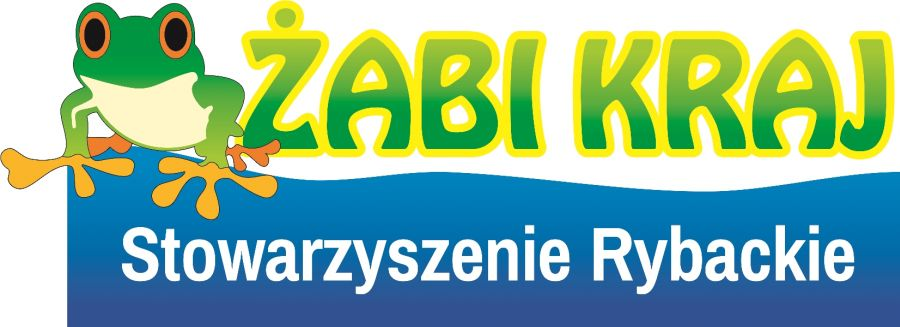 ŻABI KRAJ
Stowarzyszenie Rybackie